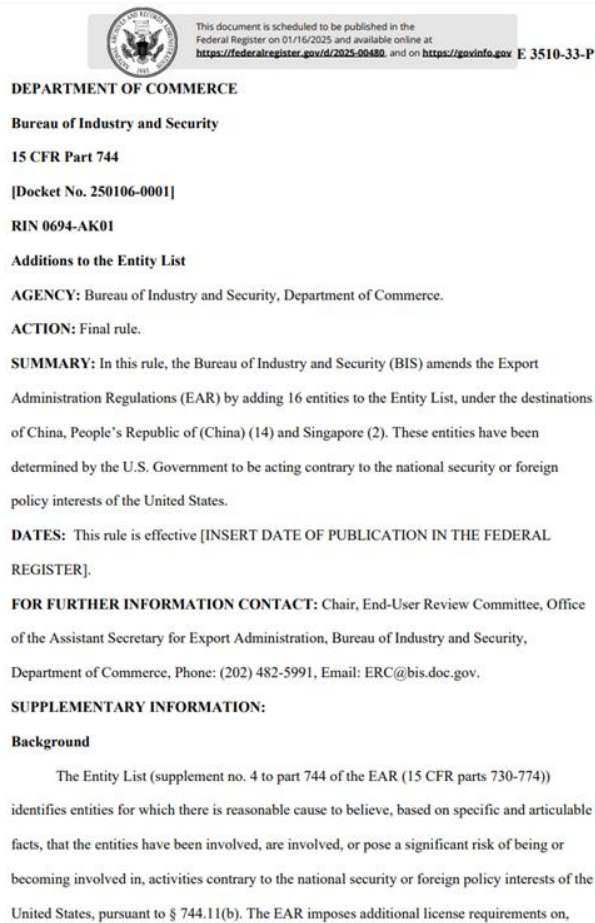 This document is scheduled to be published in the
Federal Register on 01/16/2025 and available online at
https://federalregister.gov/d/2025-00480, and on https://govinfo.gov E 3510-33-P
DEPARTMENT OF COMMERCE
Bureau of Industry and Security
15 CFR Part 744
[Docket No. 250106-0001]
RIN 0694-AK01
Additions to the Entity List
AGENCY: Bureau of Industry and Security, Department of Commerce.
ACTION: Final rule.
SUMMARY: In this rule, the Bureau of Industry and Security (BIS) amends the Export
Administration Regulations (EAR) by adding 16 entities to the Entity List, under the destinations
of China, People’s Republic of (China) (14) and Singapore (2). These entities have been
determined by the U.S. Government to be acting contrary to the national security or foreign
policy interests of the United States.
DATES: This rule is effective [INSERT DATE OF PUBLICATION IN THE FEDERAL
REGISTER].
FOR FURTHER INFORMATION CONTACT: Chair, End-User Review Committee, Office
of the Assistant Secretary for Export Administration, Bureau of Industry and Security,
Department of Commerce, Phone: (202) 482-5991, Email: ERC@bis.doc.gov.
SUPPLEMENTARY INFORMATION:
Background
The Entity List (supplement no. 4 to part 744 of the EAR (15 CFR parts 730-774))
identifies entities for which there is reasonable cause to believe, based on specific and articulable
facts, that the entities have been involved, are involved, or pose a significant risk of being or
becoming involved in, activities contrary to the national security or foreign policy interests of the
United States, pursuant to § 744.11(b). The EAR imposes additional license requirements on,